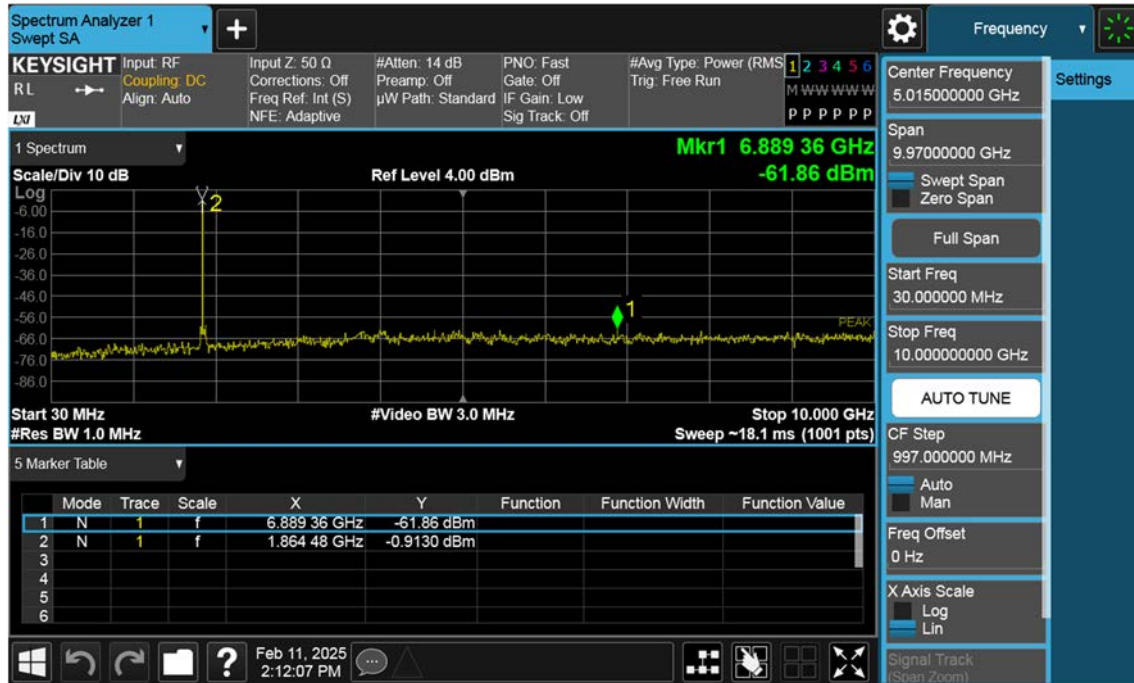 Spectrum Analyzer 1
Swept SA
+
Frequency
KEYSIGHT
RL
LXI
Input: RF
Coupling: DC
Align: Auto
Input Z: 50 Ω
Corrections: Off
Freq Ref: Int (S)
NFE: Adaptive
#Atten: 14 dB
Preamp: Off
µW Path: Standard
PNO: Fast
Gate: Off
IF Gain: Low
Sig Track: Off
#Avg Type: Power (RMS
Trig: Free Run
1 2 3 4 5 6
M W W W W W
P P P P P P
1 Spectrum
Scale/Div 10 dB
Ref Level 4.00 dBm
Mkr1 6.889 36 GHz
-61.86 dBm
Log
-6.00
-16.0
-26.0
-36.0
-46.0
-56.0
-66.0
-76.0
-86.0
2
1
PEAK
Start 30 MHz
#Video BW 3.0 MHz
Stop 10.000 GHz
#Res BW 1.0 MHz
Sweep ~18.1 ms (1001 pts)
5 Marker Table
Mode Trace Scale X Y Function Function Width Function Value
1 N 1 f 6.889 36 GHz -61.86 dBm
2 N 1 f 1.864 48 GHz -0.9130 dBm
3
4
5
6
?
Feb 11, 2025
2:12:07 PM
Center Frequency
5.015000000 GHz
Settings
Span
9.97000000 GHz
Swept Span
Zero Span
Full Span
Start Freq
30.000000 MHz
Stop Freq
10.000000000 GHz
AUTO TUNE
CF Step
997.000000 MHz
Auto
Man
Freq Offset
0 Hz
X Axis Scale
Log
Lin
Signal Track
(Span Zoom)